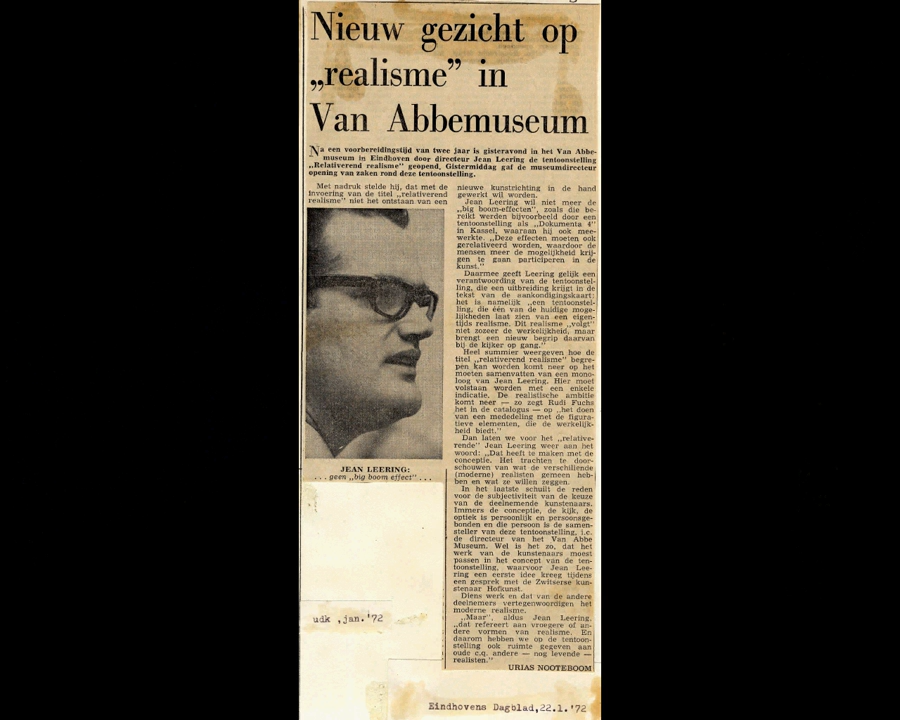 Nieuw gezicht op
„realisme” in
Van Abbemuseum
Na een voorbereidingstijd van twee jaar is gisteravond in het Van Abbe-
museum in Eindhoven door directeur Jean Leering de tentoonstelling
„Relativerend realisme” geopend. Gistermiddag gaf de museumdirecteur
opening van zaken rond deze tentoonstelling.
Met nadruk stelde hij, dat met de
invoering van de titel „relativerend
realisme” niet het ontstaan van een
JEAN LEERING:
. . . geen „big boom effect” . . .
nieuwe kunstrichting in de hand
gewerkt wil worden.
Jean Leering wil niet meer de
„big boom-effecten”, zoals die be-
reikt werden bijvoorbeeld door een
tentoonstelling als „Dokumenta 4”
in Kassel, waaraan hij ook mee-
werkte. „Deze effecten moeten ook
gerelativeerd worden, waardoor de
mensen meer de mogelijkheid krij-
gen te gaan participeren in de
kunst.”
Daarmee geeft Leering gelijk een
verantwoording van de tentoonstel-
ling, die een uitbreiding krijgt in de
tekst van de aankondigingskaart:
het is namelijk „een tentoonstel-
ling, die één van de huidige moge-
lijkheden laat zien van een eigen-
tijds realisme. Dit realisme „volgt”
niet zozeer de werkelijkheid, maar
brengt een nieuw begrip daarvan
bij de kijker op gang.”
Heel summier weergeven hoe de
titel „relativerend realisme” begre-
pen kan worden komt neer op het
moeten samenvatten van een mono-
loog van Jean Leering. Hier moet
volstaan worden met een enkele
indicatie. De realistische ambitie
komt neer — zo zegt Rudi Fuchs
het in de catalogus — op „het doen
van een mededeling met de figura-
tieve elementen, die de werkelijk-
heid biedt.”
Dan laten we voor het „relative-
rende” Jean Leering weer aan het
woord: „Dat heeft te maken met de
conceptie. Het trachten te door-
schouwen van wat de verschillende
(moderne) realisten gemeen heb-
ben en wat ze willen zeggen.
In het laatste schuilt de reden
voor de subjectiviteit van de keuze
van de deelnemende kunstenaars.
Immers de conceptie, de kijk, de
optiek is persoonlijk en persoonsge-
bonden en die persoon is de samen-
steller van deze tentoonstelling, i.c.
de directeur van het Van Abbe
Museum. Wel is het zo, dat het
werk van de kunstenaars moest
passen in het concept van de ten-
toonstelling, waarvoor Jean Lee-
ring een eerste idee kreeg tijdens
een gesprek met de Zwitserse kun-
stenaar Hofkunst.
Diens werk en dat van de andere
deelnemers vertegenwoordigen het
moderne realisme.
„Maar”, aldus Jean Leering,
„dat refereert aan vroegere of an-
dere vormen van realisme. En
daarom hebben we op de tentoon-
stelling ook ruimte gegeven aan
oude c.q. andere — nog levende —
realisten.”
URIAS NOOTEBOOM
udk ,jan.'72
Eindhovens Dagblad,22.1.'72